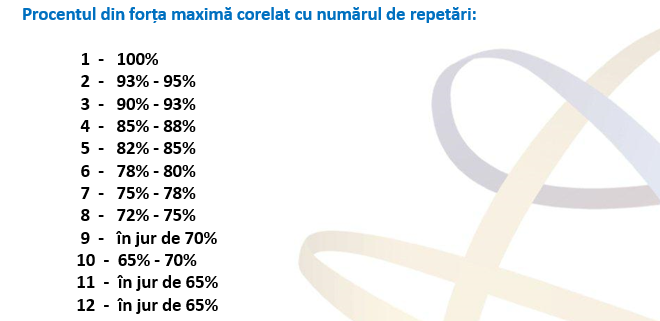 Procentul din forța maximă corelat cu numărul de repetări:
1 - 100%
2 - 93% - 95%
3 - 90% - 93%
4 - 85% - 88%
5 - 82% - 85%
6 - 78% - 80%
7 - 75% - 78%
8 - 72% - 75%
9 - în jur de 70%
10 - 65% - 70%
11 - în jur de 65%
12 - în jur de 65%